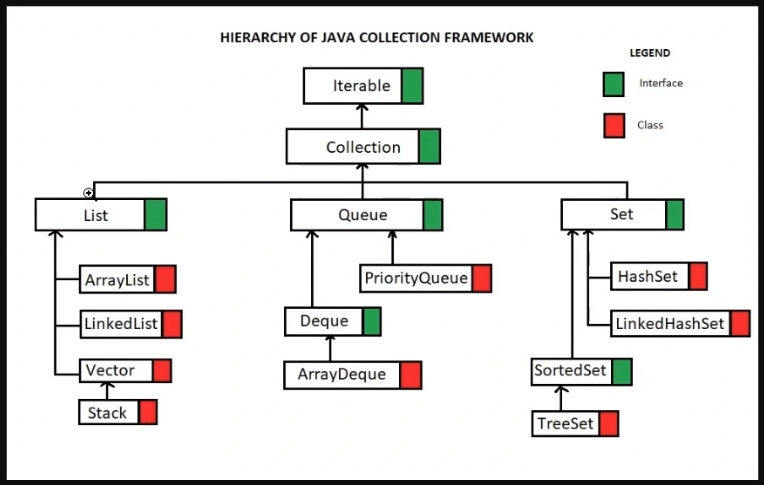 HIERARCHY OF JAVA COLLECTION FRAMEWORK
LEGEND
Interface
Class
Iterable
Collection
List
Queue
Set
ArrayList
PriorityQueue
HashSet
LinkedList
Deque
LinkedHashSet
Vector
ArrayDeque
SortedSet
Stack
TreeSet